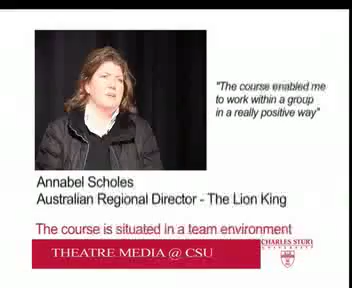 "The course enabled me
to work within a group
in a really positive way"
Annabel Scholes
Australian Regional Director - The Lion King
The course is situated in a team environment
THEATRE MEDIA @ CSU
CHARLES STURT
UNIVERSITY